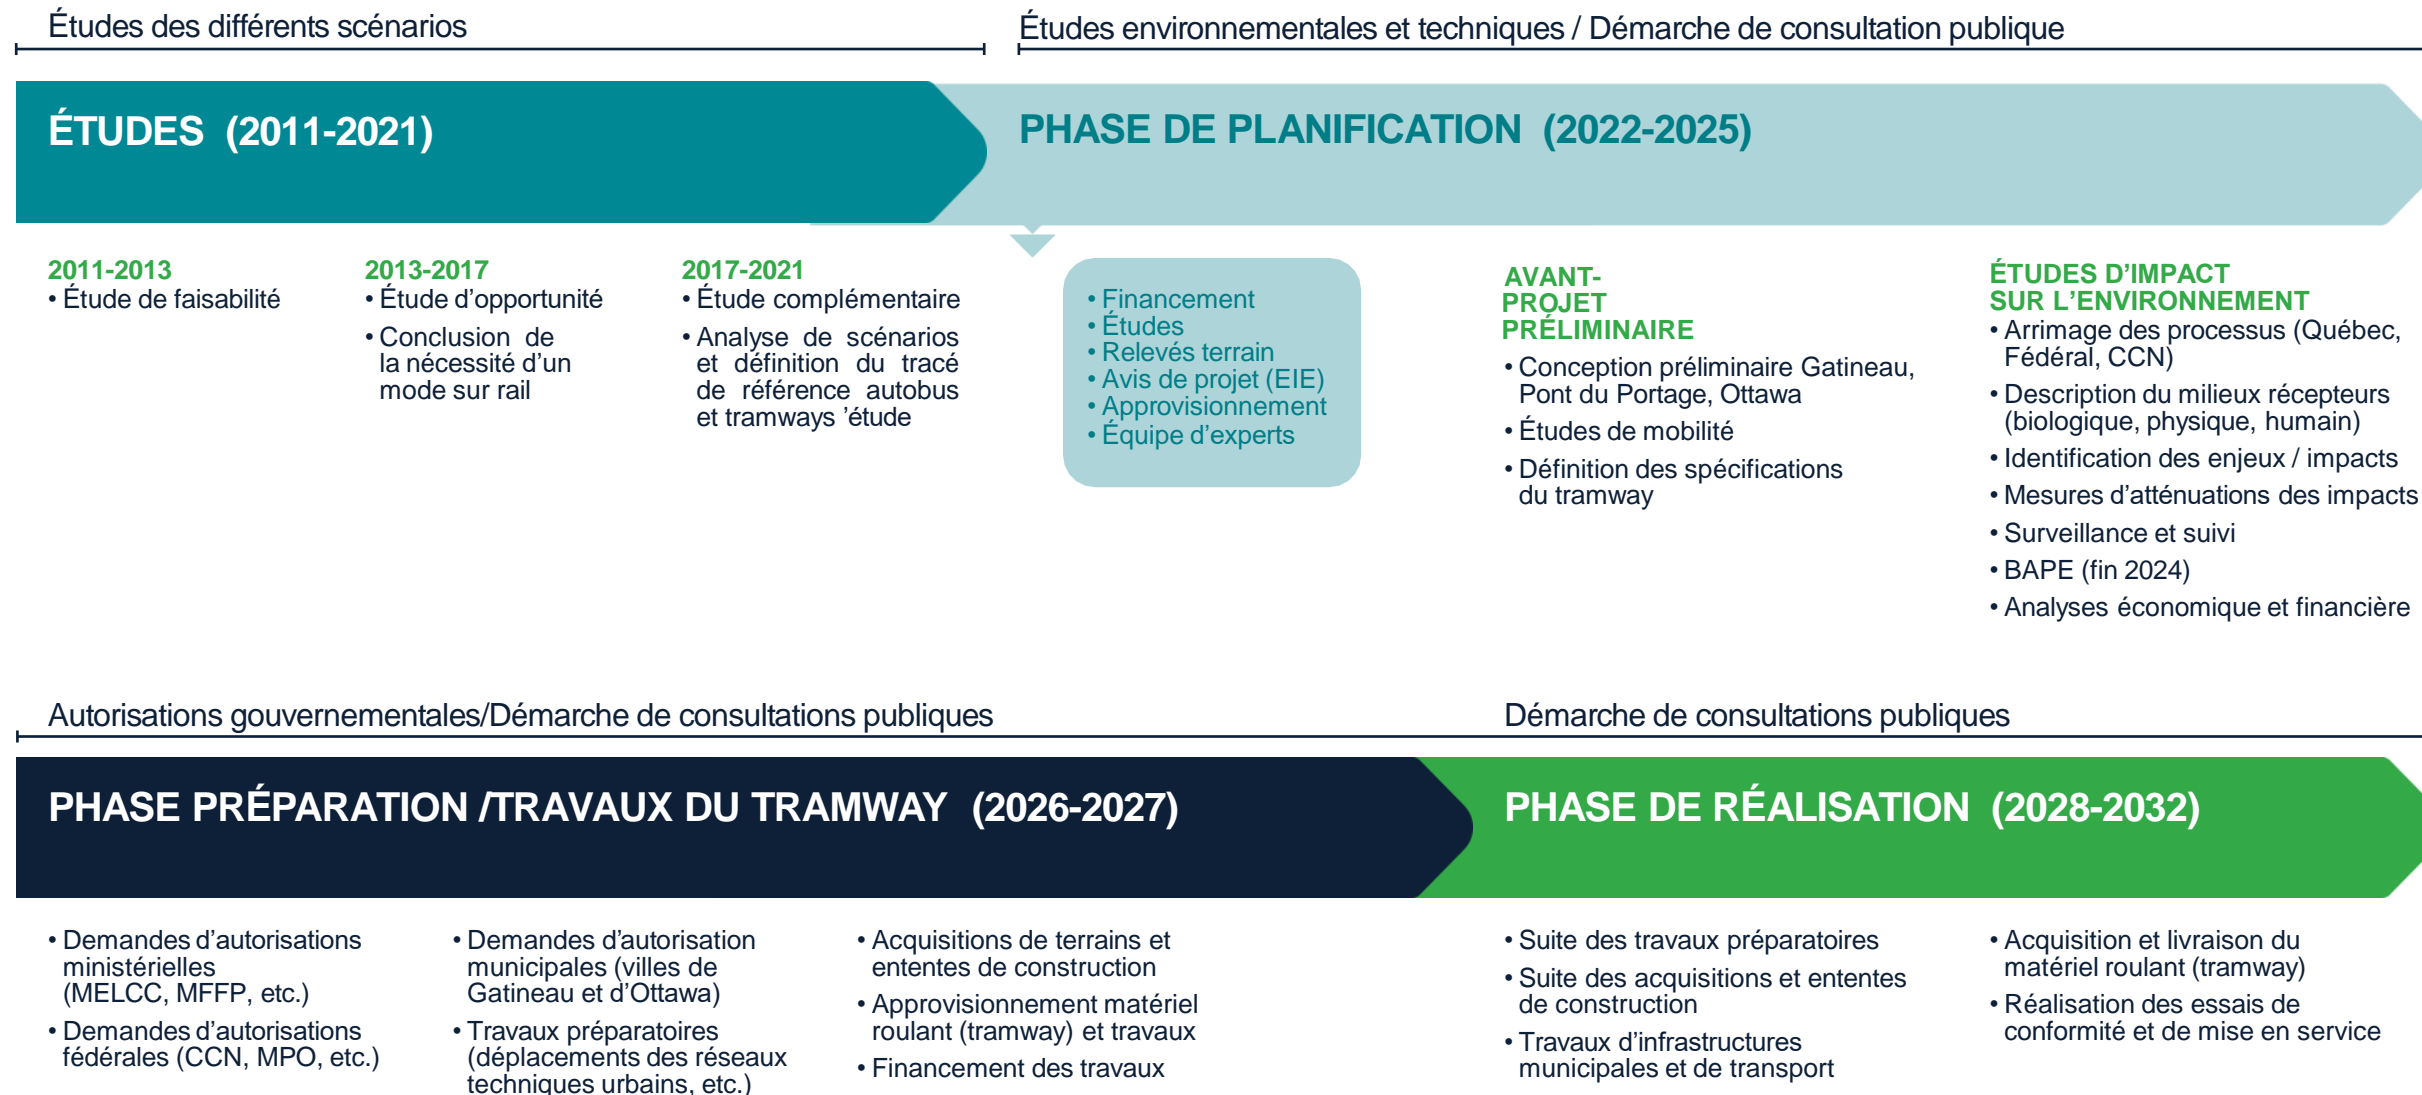 Études des différents scénarios
Études environnementales et techniques / Démarche de consultation publique
ÉTUDES (2011-2021)
PHASE DE PLANIFICATION (2022-2025)
2011-2013
• Étude de faisabilité
2013-2017
• Étude d’opportunité
• Conclusion de
la nécessité d’un
mode sur rail
2017-2021
• Étude complémentaire
• Analyse de scénarios
et définition du tracé
de référence autobus
et tramways ’étude
• Financement
• Études
• Relevés terrain
• Avis de projet (EIE)
• Approvisionnement
• Équipe d’experts
AVANT-
PROJET
PRÉLIMINAIRE
• Conception préliminaire Gatineau,
Pont du Portage, Ottawa
• Études de mobilité
• Définition des spécifications
du tramway
ÉTUDES D’IMPACT
SUR L’ENVIRONNEMENT
• Arrimage des processus (Québec,
Fédéral, CCN)
• Description du milieux récepteurs
(biologique, physique, humain)
• Identification des enjeux / impacts
• Mesures d’atténuations des impacts
• Surveillance et suivi
• BAPE (fin 2024)
• Analyses économique et financière
Autorisations gouvernementales/Démarche de consultations publiques
Démarche de consultations publiques
PHASE PRÉPARATION /TRAVAUX DU TRAMWAY (2026-2027)
PHASE DE RÉALISATION (2028-2032)
• Demandes d’autorisations
ministérielles
(MELCC, MFFP, etc.)
• Demandes d’autorisations
fédérales (CCN, MPO, etc.)
• Demandes d’autorisation
municipales (villes de
Gatineau et d’Ottawa)
• Travaux préparatoires
(déplacements des réseaux
techniques urbains, etc.)
• Acquisitions de terrains et
ententes de construction
• Approvisionnement matériel
roulant (tramway) et travaux
• Financement des travaux
• Suite des travaux préparatoires
• Suite des acquisitions et ententes
de construction
• Travaux d’infrastructures
municipales et de transport
• Acquisition et livraison du
matériel roulant (tramway)
• Réalisation des essais de
conformité et de mise en service